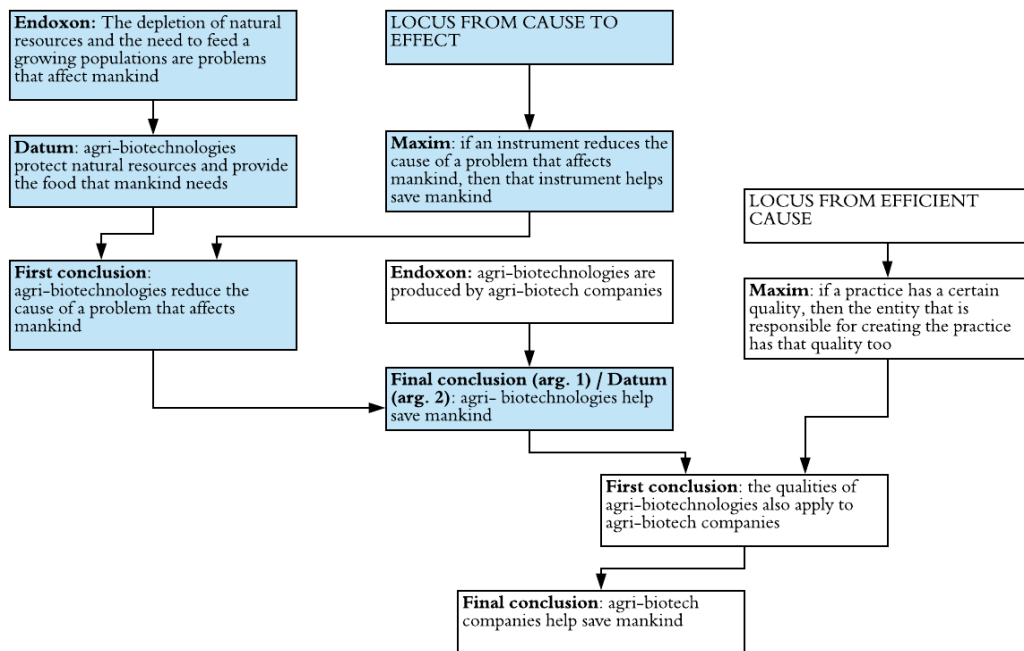 Endoxon: The depletion of natural
resources and the need to feed a
growing populations are problems
that affect mankind
LOCUS FROM CAUSE TO
EFFECT
Datum: agri-biotechnologies
protect natural resources and provide
the food that mankind needs
Maxim: if an instrument reduces the
cause of a problem that affects
mankind, then that instrument helps
save mankind
LOCUS FROM EFFICIENT
CAUSE
First conclusion:
agri-biotechnologies reduce the
cause of a problem that affects
mankind
Endoxon: agri-biotechnologies are
produced by agri-biotech companies
Maxim: if a practice has a certain
quality, then the entity that is
responsible for creating the practice
has that quality too
Final conclusion (arg. 1) / Datum
(arg. 2): agri- biotechnologies help
save mankind
First conclusion: the qualities of
agri-biotechnologies also apply to
agri-biotech companies
Final conclusion: agri-biotech
companies help save mankind